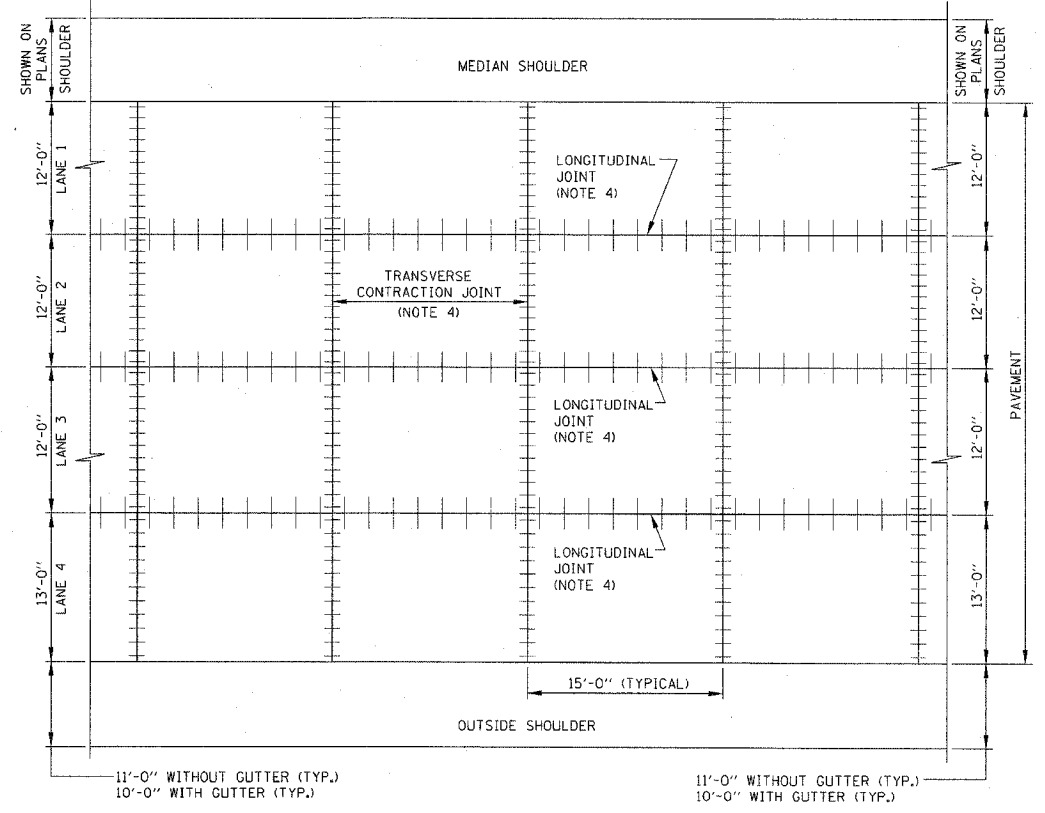 SHOWN ON
PLANS
SHOULDER
MEDIAN SHOULDER
SHOWN ON
PLANS
SHOULDER
12'-0"
LANE 1
LONGITUDINAL
JOINT
(NOTE 4)
12'-0"
12'-0"
LANE 2
TRANSVERSE
CONTRACTION JOINT
(NOTE 4)
12'-0"
PAVEMENT
12'-0"
LANE 3
LONGITUDINAL
JOINT
(NOTE 4)
12'-0"
13'-0"
LANE 4
LONGITUDINAL
JOINT
(NOTE 4)
13'-0"
15'-0" (TYPICAL)
OUTSIDE SHOULDER
11'-0" WITHOUT GUTTER (TYP.)
10'-0" WITH GUTTER (TYP.)
11'-0" WITHOUT GUTTER (TYP.)
10'-0" WITH GUTTER (TYP.)